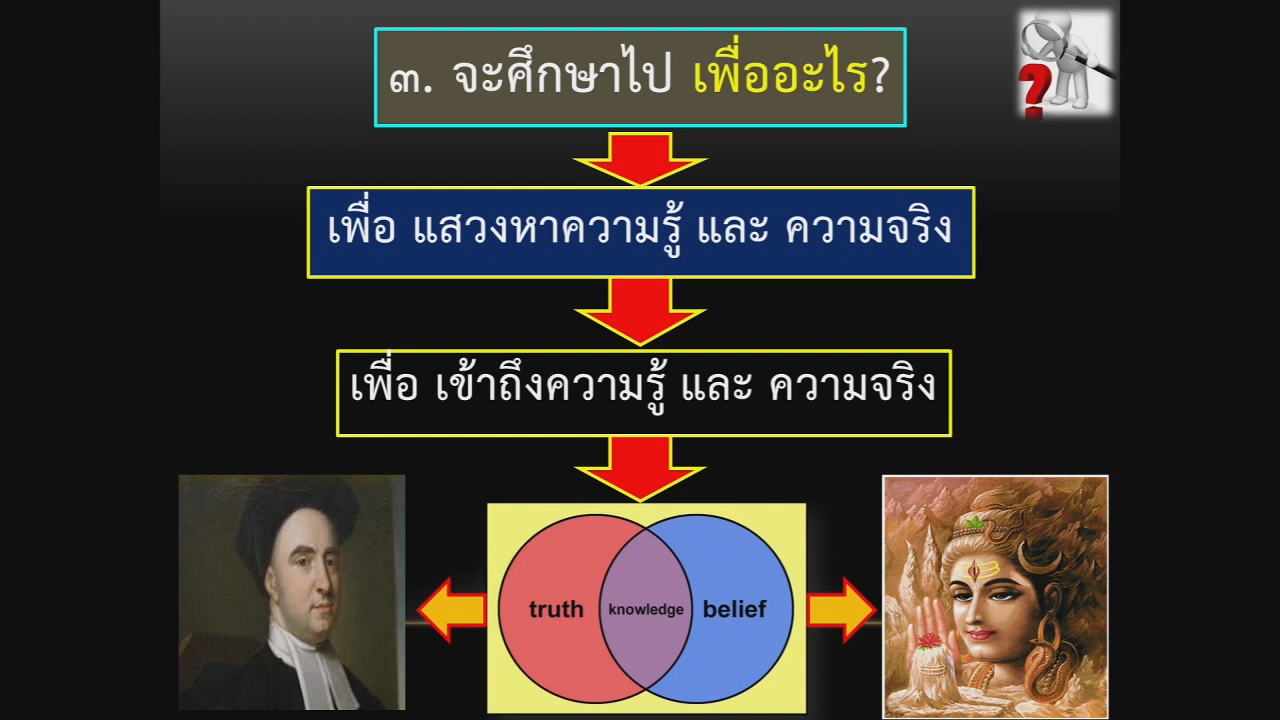 ๓. จะศึกษาไป เพื่ออะไร?
?
เพื่อ แสวงหาความรู้ และ ความจริง
เพื่อ เข้าถึงความรู้ และ ความจริง
truth knowledge belief